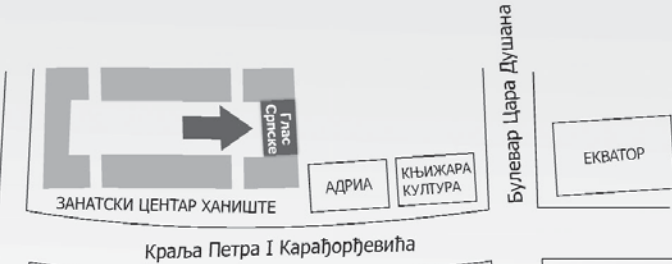 Булевар Цара Душана
Глас
Српске
ЕКВАТОР
КЊИЖАРА
КУЛТУРА
АДРИА
ЗАНАТСКИ ЦЕНТАР ХАНИШТЕ
Краља Петра I Карађорђевића